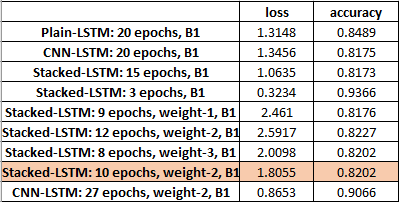 loss accuracy
Plain-LSTM: 20 epochs, B1 1.3148 0.8489
CNN-LSTM: 20 epochs, B1 1.3456 0.8175
Stacked-LSTM: 15 epochs, B1 1.0635 0.8173
Stacked-LSTM: 3 epochs, B1 0.3234 0.9366
Stacked-LSTM: 9 epochs, weight-1, B1 2.461 0.8176
Stacked-LSTM: 12 epochs, weight-2, B1 2.5917 0.8227
Stacked-LSTM: 8 epochs, weight-3, B1 2.0098 0.8202
Stacked-LSTM: 10 epochs, weight-2, B1 1.8055 0.8202
CNN-LSTM: 27 epochs, weight-2, B1 0.8653 0.9066